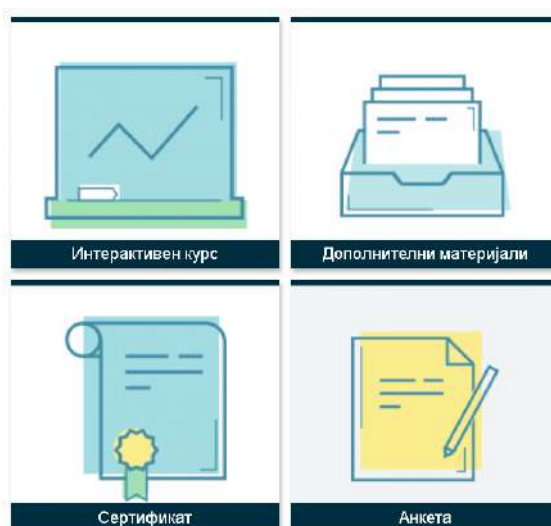 Интерактивен курс
Дополнителни материјали
Сертификат
Анкета